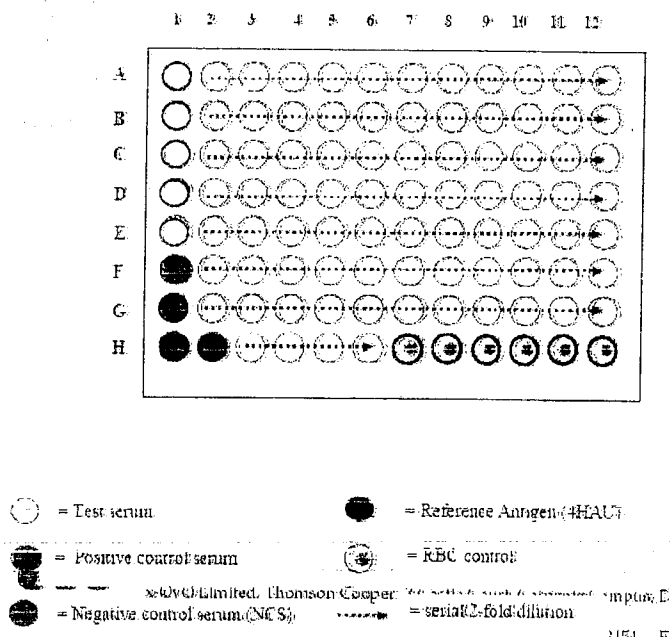 1 2 3 4 5 6 7 8 9 10 11 12
A
B
C
D
E
F
G
H
= Test serum = Reference Antigen (4HAU)
= Positive control serum = RBC control
x-OvO Limited, Thomson Cooper
= Negative control serum (NCS) = serial 2-fold dilution